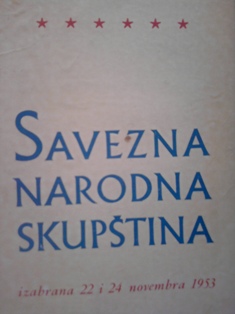 SAVEZNA
NARODNA
SKUPŠTINA
izabrana 22 i 24 novembra 1953